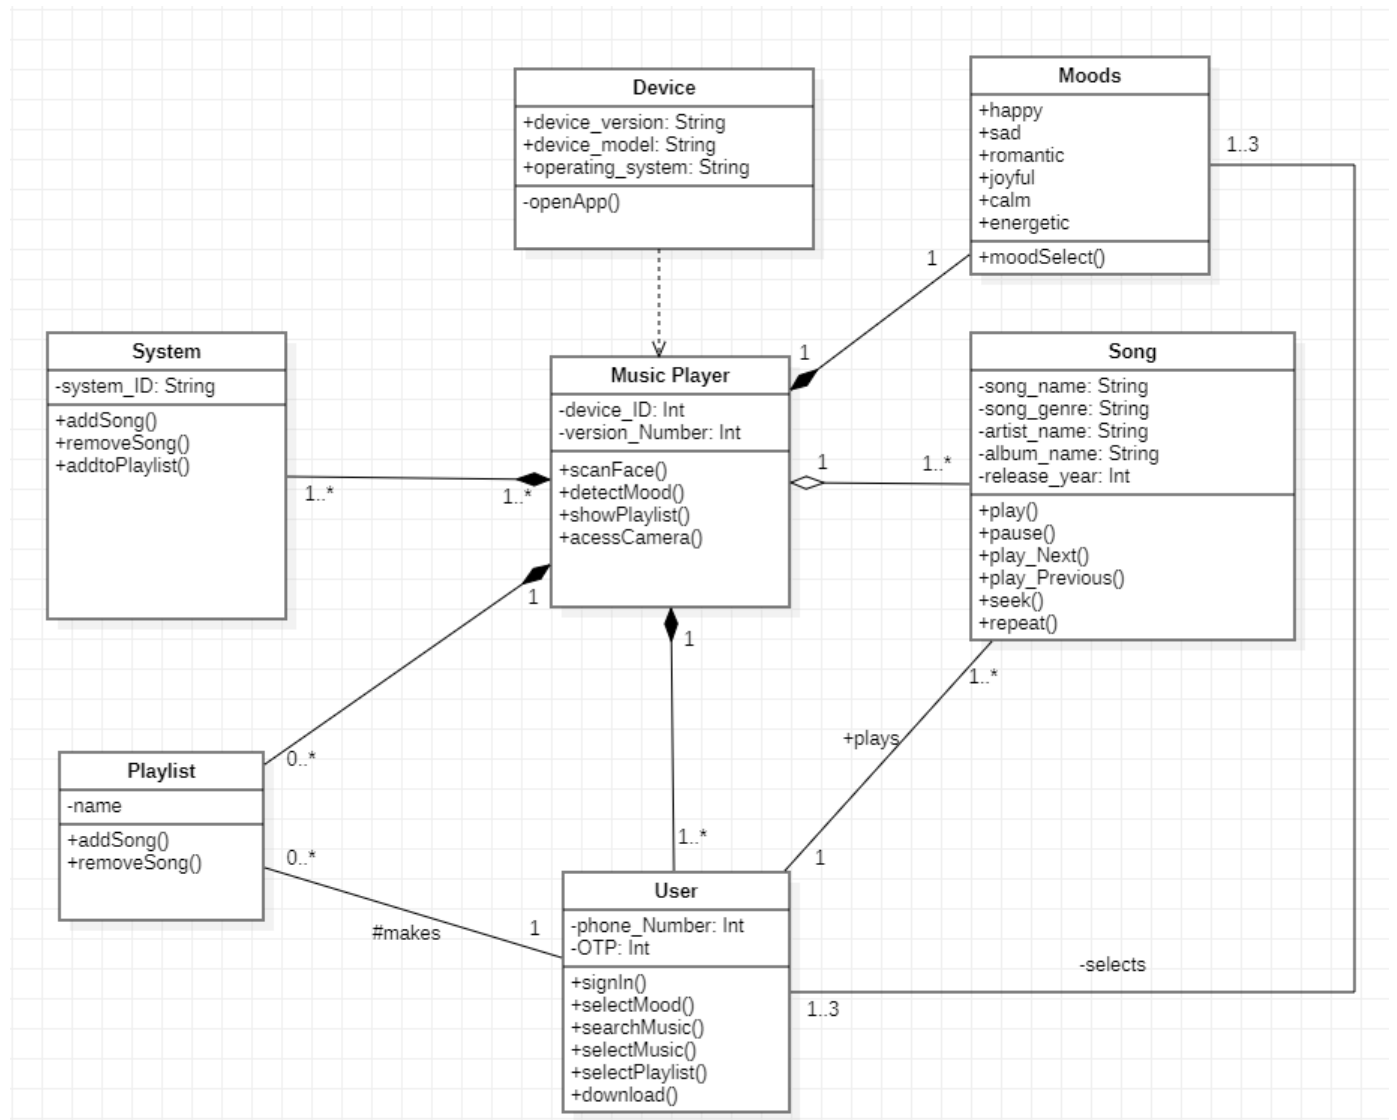 Device
+device_version: String
+device_model: String
+operating_system: String
-openApp()
Moods
+happy
+sad
+romantic
+joyful
+calm
+energetic
+moodSelect()
1..3
1
1
System
-system_ID: String
+addSong()
+removeSong()
+addtoPlaylist()
1..*
1..*
Music Player
-device_ID: Int
-version_Number: Int
+scanFace()
+detectMood()
+showPlaylist()
+acessCamera()
1
1..*
Song
-song_name: String
-song_genre: String
-artist_name: String
-album_name: String
-release_year: Int
+play()
+pause()
+play_Next()
+play_Previous()
+seek()
+repeat()
1
1
1..*
+plays
0..*
Playlist
-name
+addSong()
+removeSong()
0..*
#makes
1
1..*
1
User
-phone_Number: Int
-OTP: Int
+signIn()
+selectMood()
+searchMusic()
+selectMusic()
+selectPlaylist()
+download()
-selects
1..3